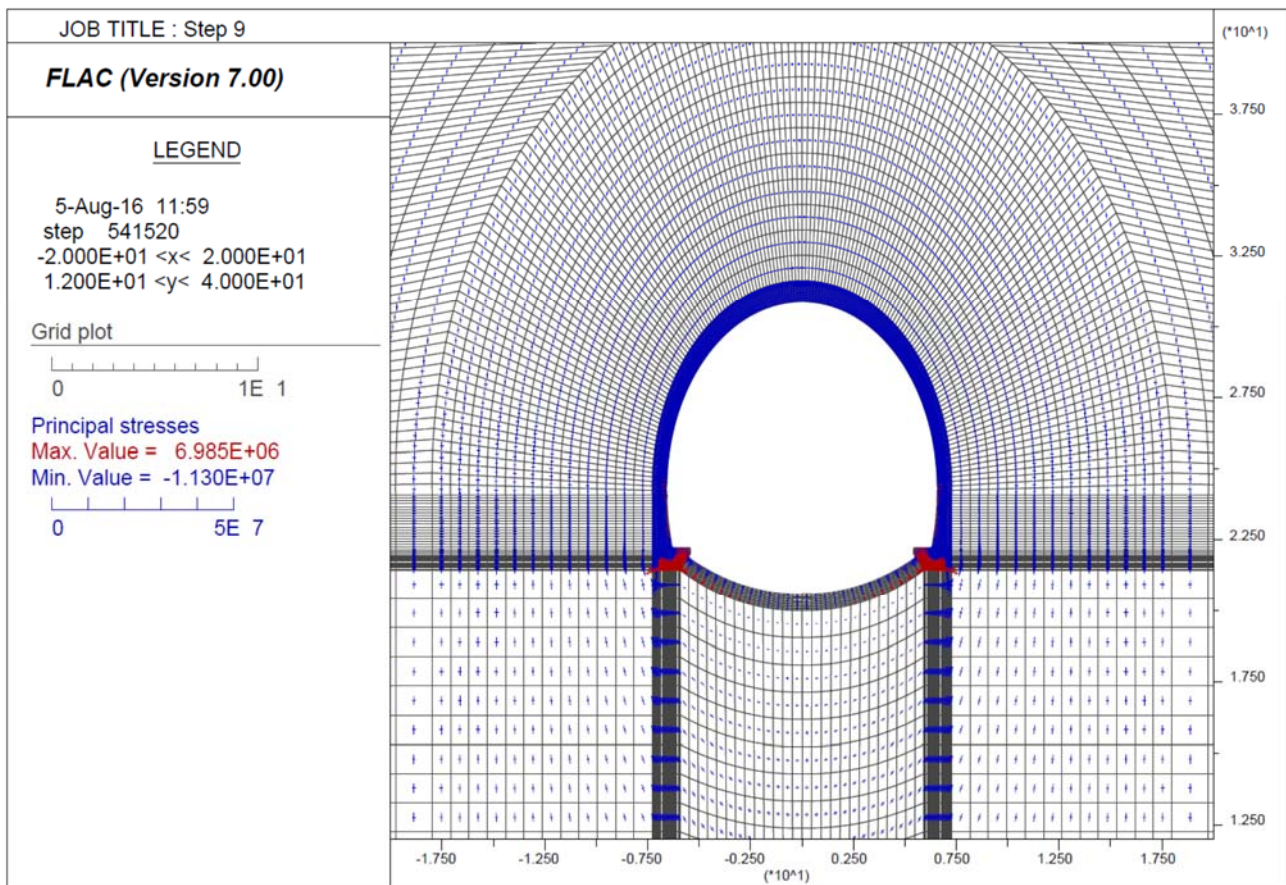 JOB TITLE : Step 9
FLAC (Version 7.00)
LEGEND
5-Aug-16 11:59
step 541520
-2.000E+01 <x< 2.000E+01
1.200E+01 <y< 4.000E+01
Grid plot
0 1E 1
Principal stresses
Max. Value = 6.985E+06
Min. Value = -1.130E+07
0 5E 7
(*10^1)
3.750
3.250
2.750
2.250
1.750
1.250
-1.750 -1.250 -0.750 -0.250 0.250 0.750 1.250 1.750
(*10^1)